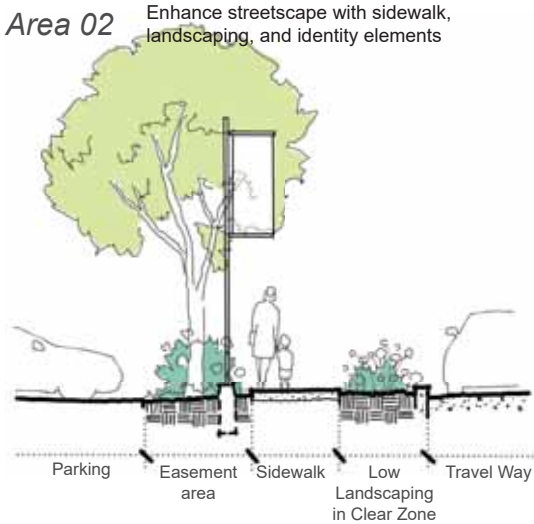 Area 02
Enhance streetscape with sidewalk,
landscaping, and identity elements
Parking
Easement
area
Sidewalk
Low
Landscaping
in Clear Zone
Travel Way